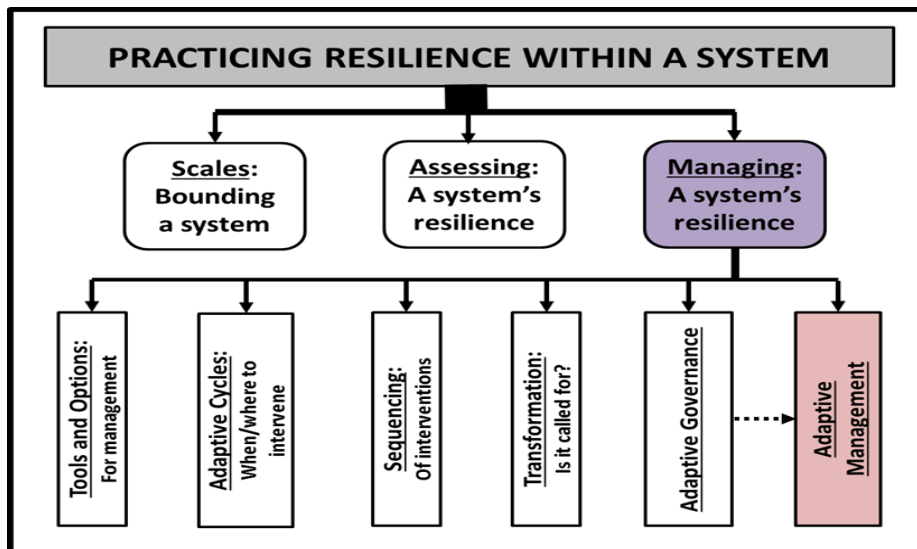 PRACTICING RESILIENCE WITHIN A SYSTEM
Scales:
Bounding
a system
Assessing:
A system’s
resilience
Managing:
A system’s
resilience
Tools and Options:
For management
Adaptive Cycles:
When/where to
intervene
Sequencing:
Of interventions
Transformation:
Is it called for?
Adaptive Governance
Adaptive
Management